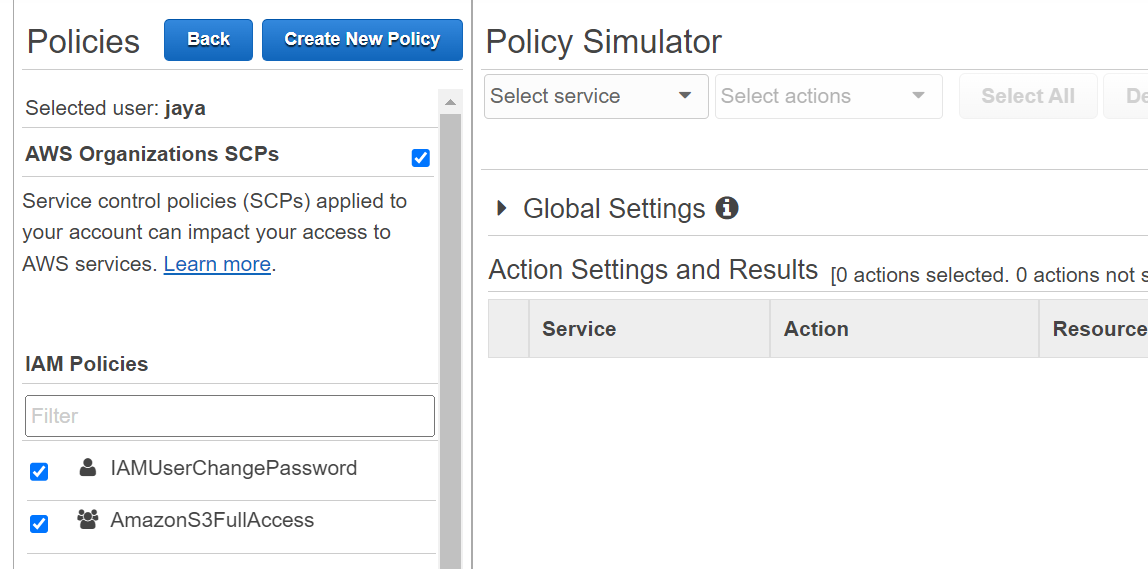 Policies Back Create New Policy
Selected user: jaya
AWS Organizations SCPs
Service control policies (SCPs) applied to
your account can impact your access to
AWS services. Learn more.
IAM Policies
Filter
IAMUserChangePassword
AmazonS3FullAccess
Policy Simulator
Select service Select actions Select All De
Global Settings
Action Settings and Results [0 actions selected. 0 actions not s
Service Action Resource